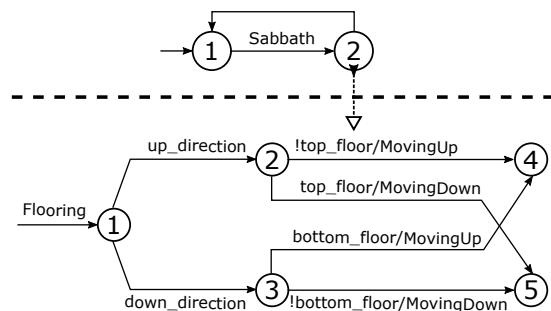 Sabbath
1
2
up_direction
2
!top_floor/MovingUp
4
top_floor/MovingDown
Flooring
1
bottom_floor/MovingUp
3
5
down_direction
!bottom_floor/MovingDown